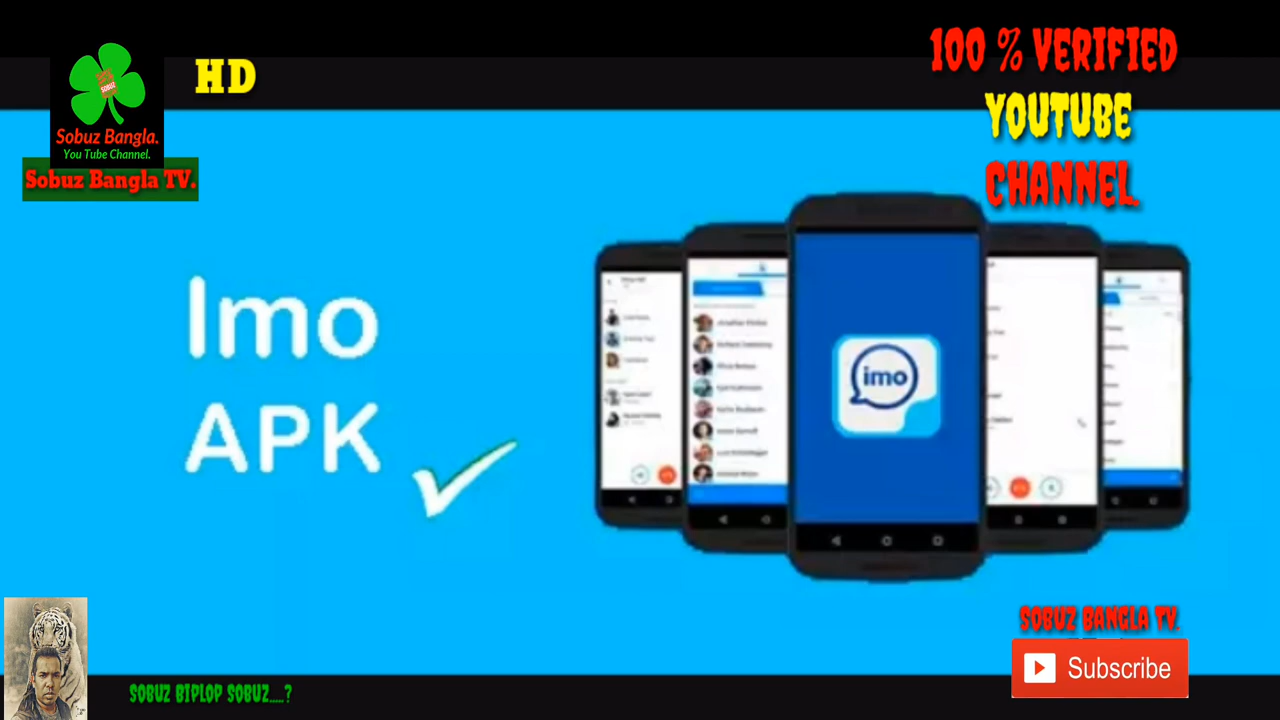 100 % VERIFIED
YOUTUBE
CHANNEL.
HD
SOBUZ
Sobuz Bangla.
You Tube Channel.
Sobuz Bangla TV.
Imo
APK
imo
SOBUZ BANGLA TV.
Subscribe
SOBUZ BIPLOP SOBUZ....?